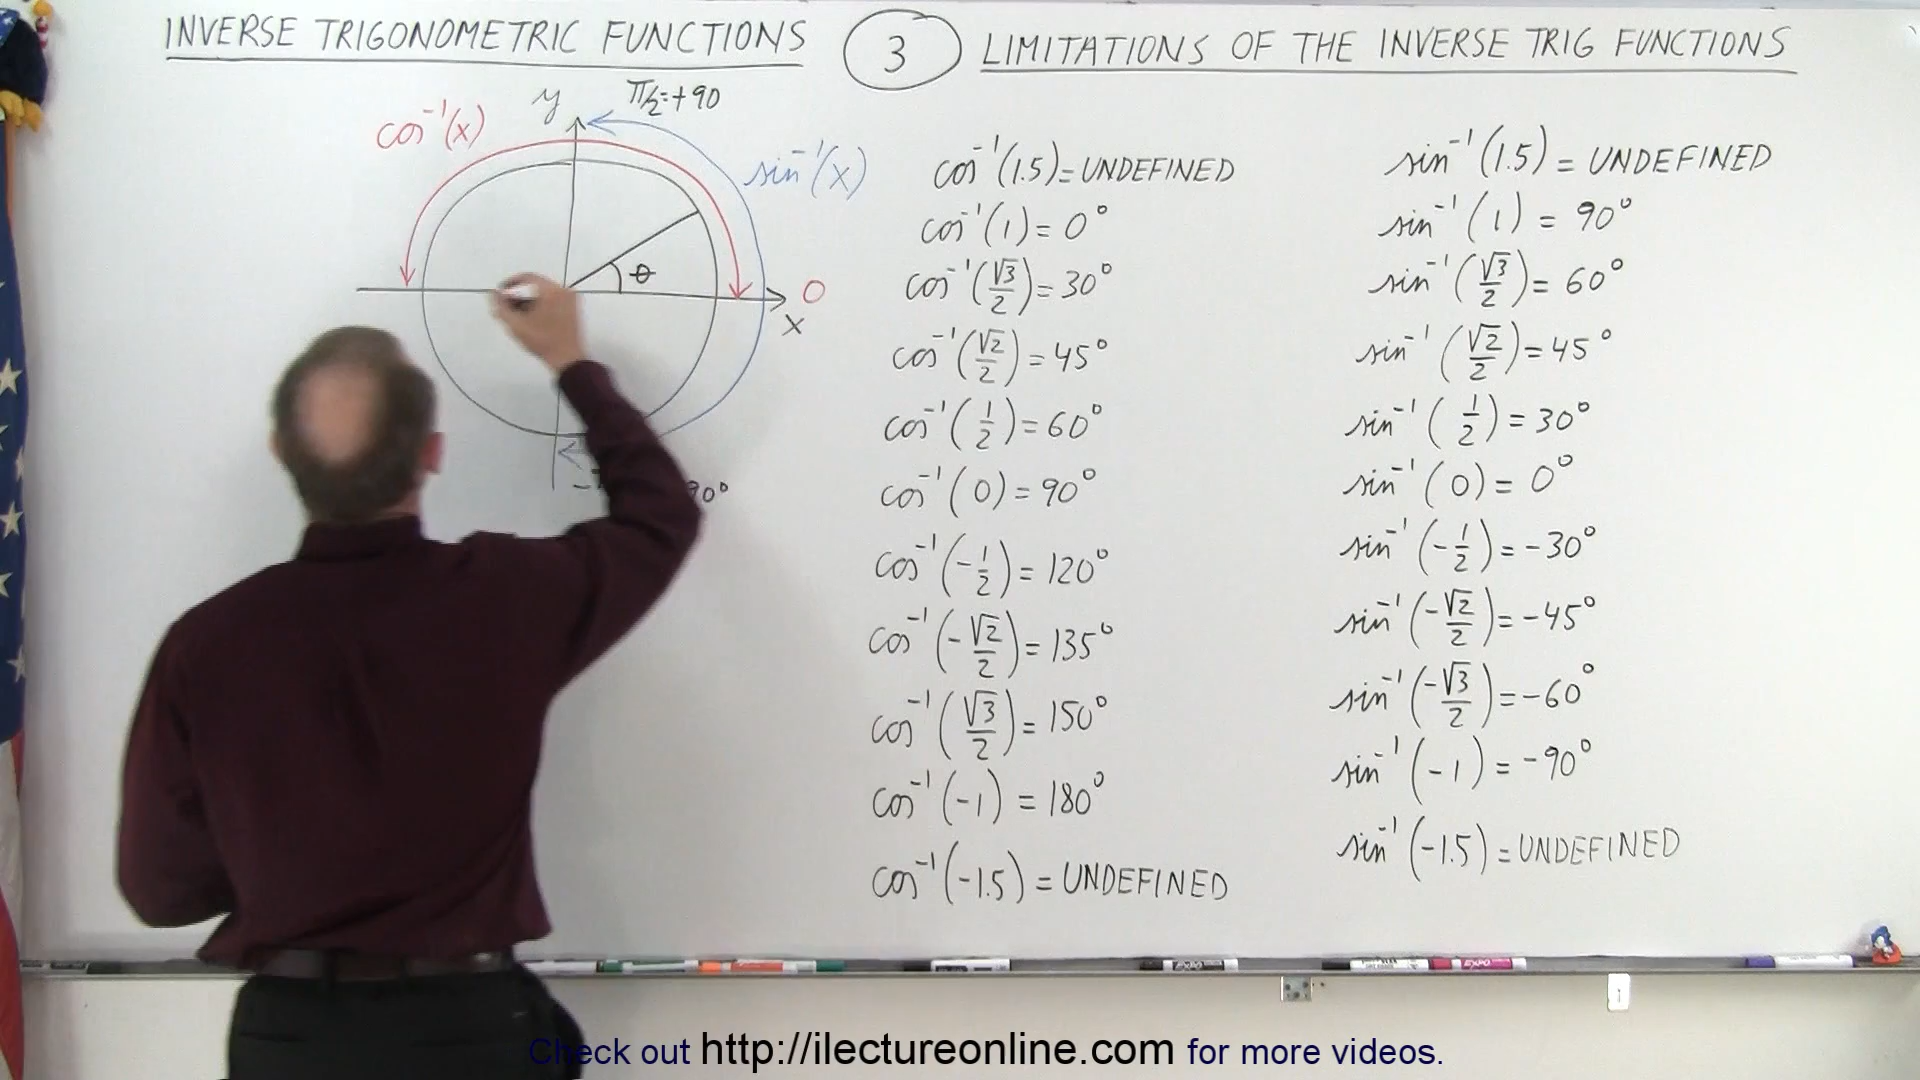 INVERSE TRIGONOMETRIC FUNCTIONS
3
LIMITATIONS OF THE INVERSE TRIG FUNCTIONS
y
π/2=+90
cos⁻¹(x)
sin⁻¹(x)
θ
0
x
90°
cos⁻¹(1.5)=UNDEFINED
cos⁻¹(1)=0°
cos⁻¹(√3/2)=30°
cos⁻¹(√2/2)=45°
cos⁻¹(1/2)=60°
cos⁻¹(0)=90°
cos⁻¹(-1/2)=120°
cos⁻¹(-√2/2)=135°
cos⁻¹(√3/2)=150°
cos⁻¹(-1)=180°
cos⁻¹(-1.5)=UNDEFINED
sin⁻¹(1.5)=UNDEFINED
sin⁻¹(1)=90°
sin⁻¹(√3/2)=60°
sin⁻¹(√2/2)=45°
sin⁻¹(1/2)=30°
sin⁻¹(0)=0°
sin⁻¹(-1/2)=-30°
sin⁻¹(-√2/2)=-45°
sin⁻¹(-√3/2)=-60°
sin⁻¹(-1)=-90°
sin⁻¹(-1.5)=UNDEFINED
EXPO
EXPO
Check out http://ilectureonline.com for more videos.